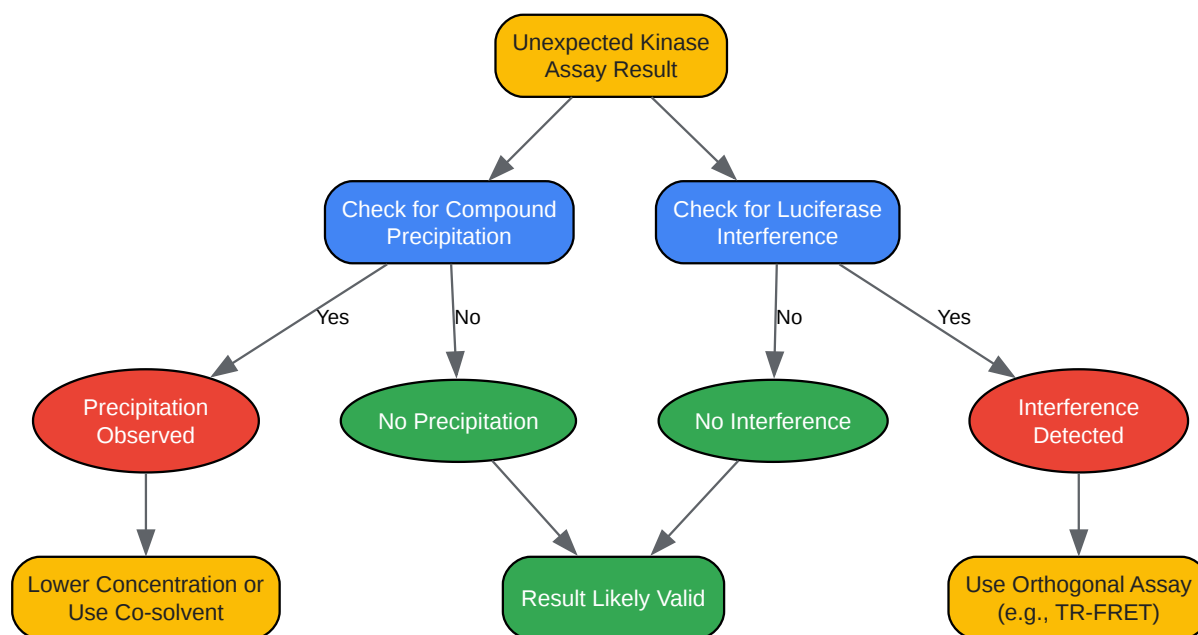 Unexpected Kinase
Assay Result
Check for Compound
Precipitation
Check for Luciferase
Interference
Yes
No
No
Yes
Precipitation
Observed
No Precipitation
No Interference
Interference
Detected
Lower Concentration or
Use Co-solvent
Result Likely Valid
Use Orthogonal Assay
(e.g., TR-FRET)